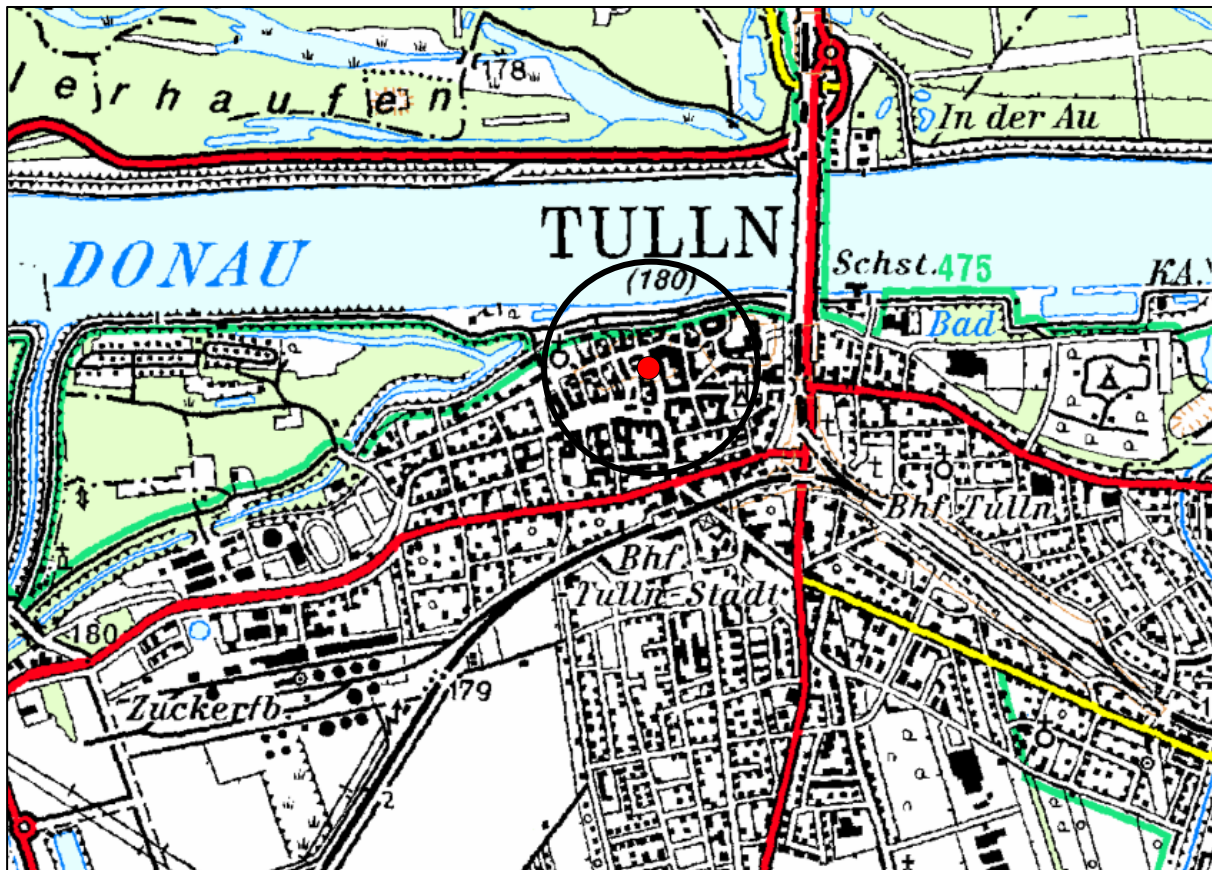 lerhaufen
178
In der Au
TULLN
(180)
DONAU
Schst. 475
KA.
Bad
Bhf. Tulln
Bhf.
Tulln-Stadt
180
179
Zuckerfb.
2